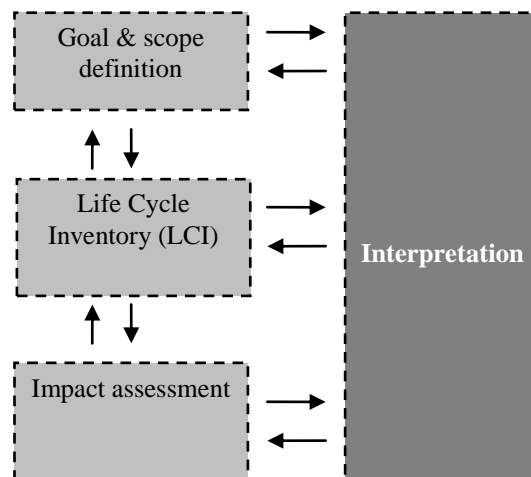 Goal & scope
definition
Life Cycle
Inventory (LCI)
Interpretation
Impact assessment